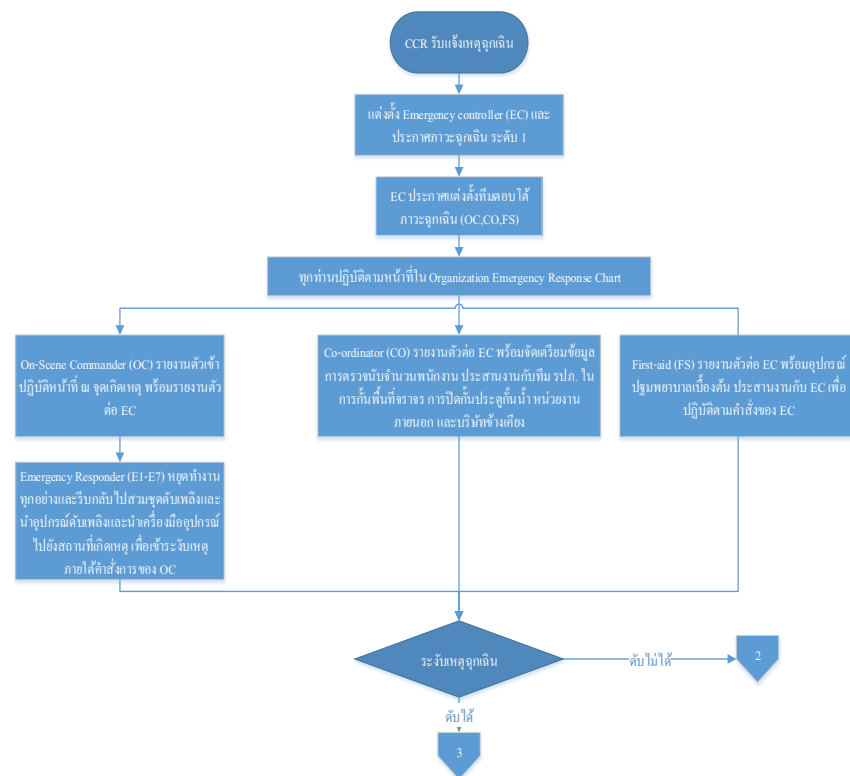 CCR รับแจ้งเหตุฉุกเฉิน
แต่งตั้ง Emergency controller (EC) และ
ประกาศภาวะฉุกเฉิน ระดับ 1
EC ประกาศแต่งตั้งทีมตอบโต้
ภาวะฉุกเฉิน (OC,CO,FS)
ทุกท่านปฏิบัติตามหน้าที่ใน Organization Emergency Response Chart
On-Scene Commander (OC) รายงานตัวเข้า
ปฏิบัติหน้าที่ ณ จุดเกิดเหตุ พร้อมรายงานตัว
ต่อ EC
Co-ordinator (CO) รายงานตัวต่อ EC พร้อมจัดเตรียมข้อมูล
การตรวจนับจำนวนพนักงาน ประสานงานกับทีม รปภ. ใน
การกั้นพื้นที่จราจร การปิดกั้นประตูกั้นน้ำ หน่วยงาน
ภายนอก และบริษัทข้างเคียง
First-aid (FS) รายงานตัวต่อ EC พร้อมอุปกรณ์
ปฐมพยาบาลเบื้องต้น ประสานงานกับ EC เพื่อ
ปฏิบัติตามคำสั่งของ EC
Emergency Responder (E1-E7) หยุดทำงาน
ทุกอย่างและรีบกลับไปสวมชุดดับเพลิงและ
นำอุปกรณ์ดับเพลิงและนำเครื่องมืออุปกรณ์
ไปยังสถานที่เกิดเหตุ เพื่อเข้าระงับเหตุ
ภายใต้คำสั่งการของ OC
ระงับเหตุฉุกเฉิน
ดับไม่ได้
2
ดับได้
3